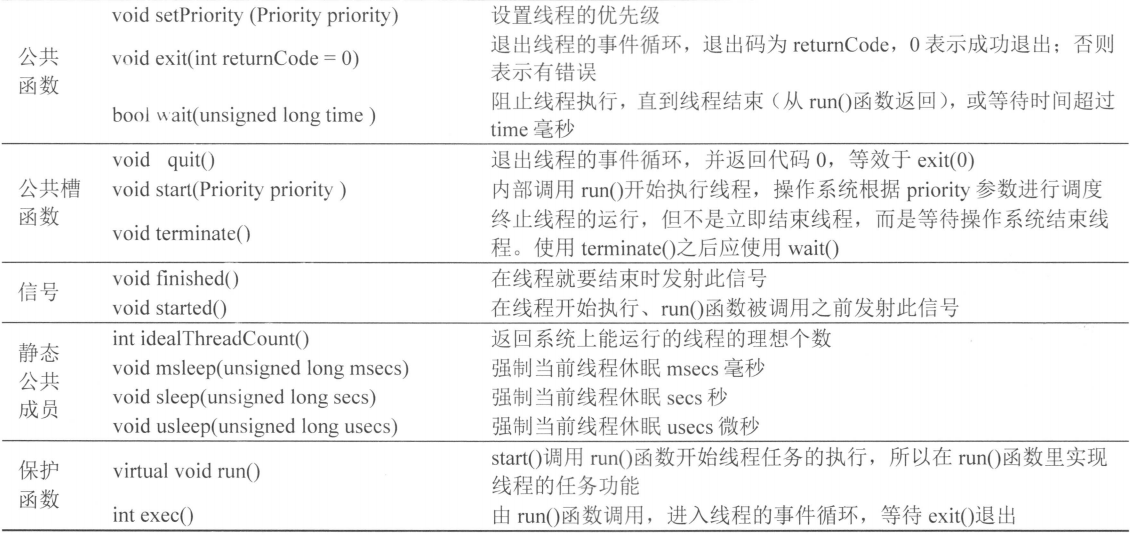 void setPriority (Priority priority) 设置线程的优先级
公共函数
void exit(int returnCode = 0) 退出线程的事件循环，退出码为 returnCode，0 表示成功退出；否则
表示有错误
bool wait(unsigned long time ) 阻止线程执行，直到线程结束（从 run()函数返回），或等待时间超过
time 毫秒
void quit() 退出线程的事件循环，并返回代码 0，等效于 exit(0)
公共槽函数
void start(Priority priority ) 内部调用 run()开始执行线程，操作系统根据 priority 参数进行调度
void terminate() 终止线程的运行，但不是立即结束线程，而是等待操作系统结束线
程。使用 terminate()之后应使用 wait()
信号
void finished() 在线程就要结束时发射此信号
void started() 在线程开始执行、run()函数被调用之前发射此信号
静态公共成员
int idealThreadCount() 返回系统上能运行的线程的理想个数
void msleep(unsigned long msecs) 强制当前线程休眠 msecs 毫秒
void sleep(unsigned long secs) 强制当前线程休眠 secs 秒
void usleep(unsigned long usecs) 强制当前线程休眠 usecs 微秒
保护函数
virtual void run() start()调用 run()函数开始线程任务的执行，所以在 run()函数里实现
线程的任务功能
int exec() 由 run()函数调用，进入线程的事件循环，等待 exit()退出